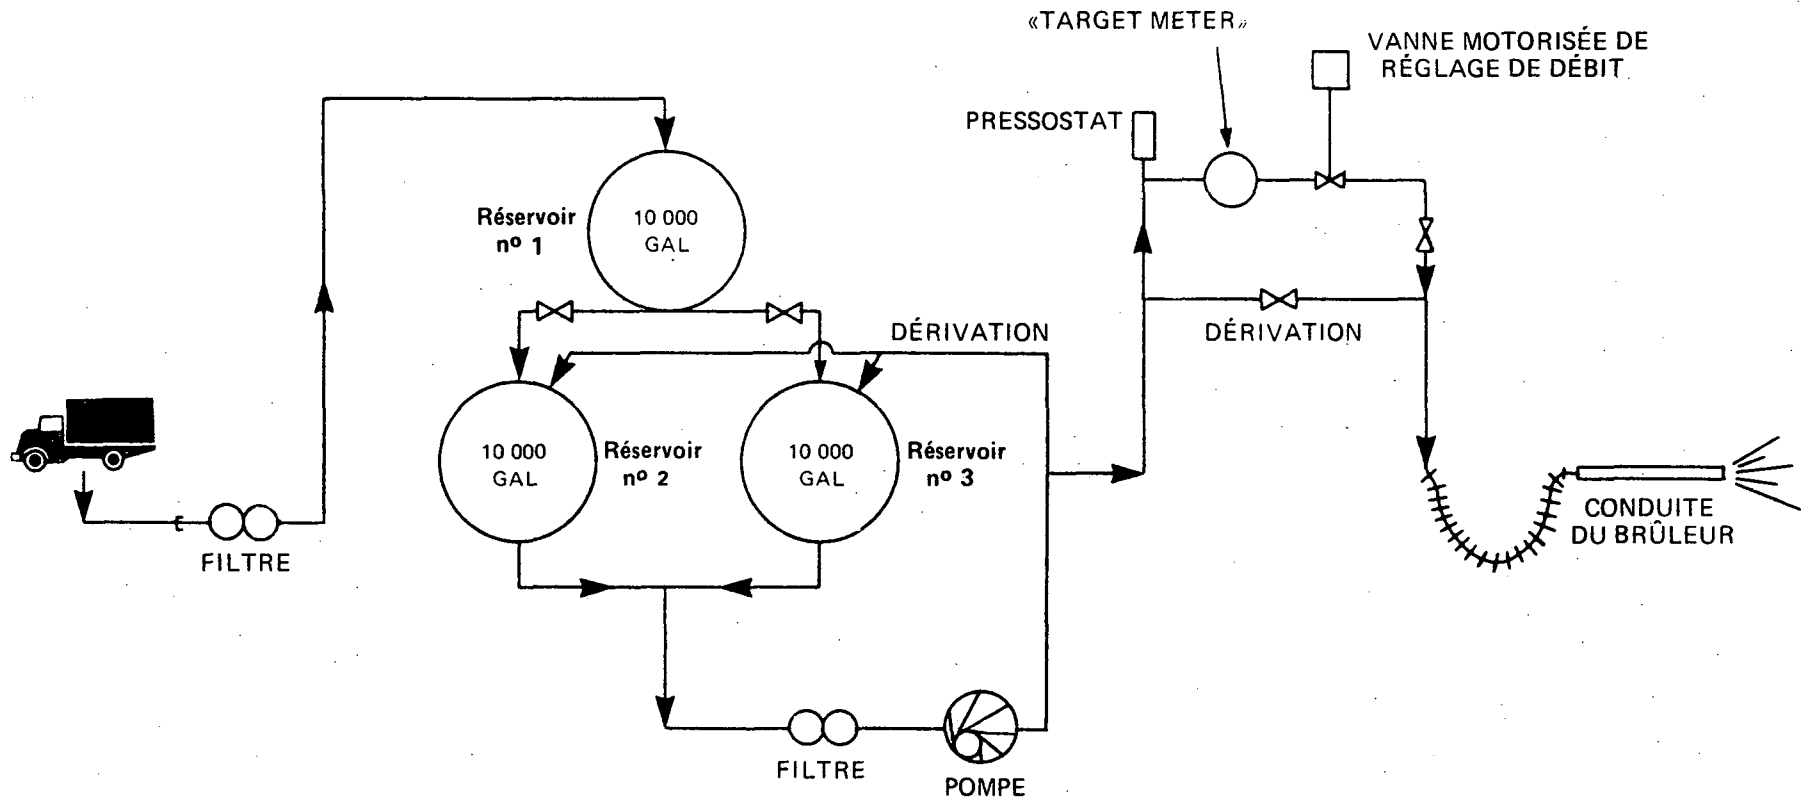 «TARGET METER»
VANNE MOTORISÉE DE
RÉGLAGE DE DÉBIT
PRESSOSTAT
Réservoir
nº 1
10 000
GAL
DÉRIVATION
DÉRIVATION
10 000
GAL
Réservoir
nº 2
10 000
GAL
Réservoir
nº 3
CONDUITE
DU BRÛLEUR
FILTRE
FILTRE
POMPE